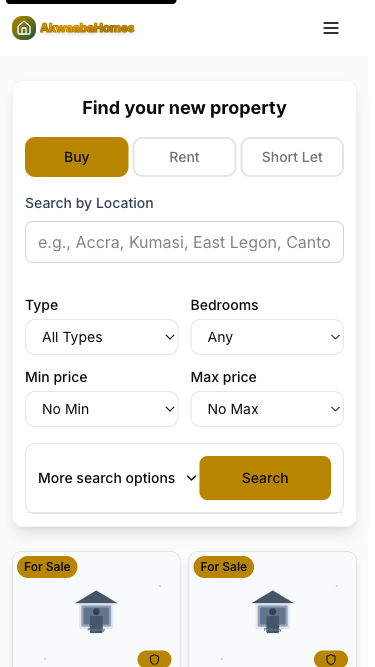 AkwaabaHomes
Find your new property
Buy Rent Short Let
Search by Location
e.g., Accra, Kumasi, East Legon, Canto
Type Bedrooms
All Types Any
Min price Max price
No Min No Max
More search options Search
For Sale For Sale